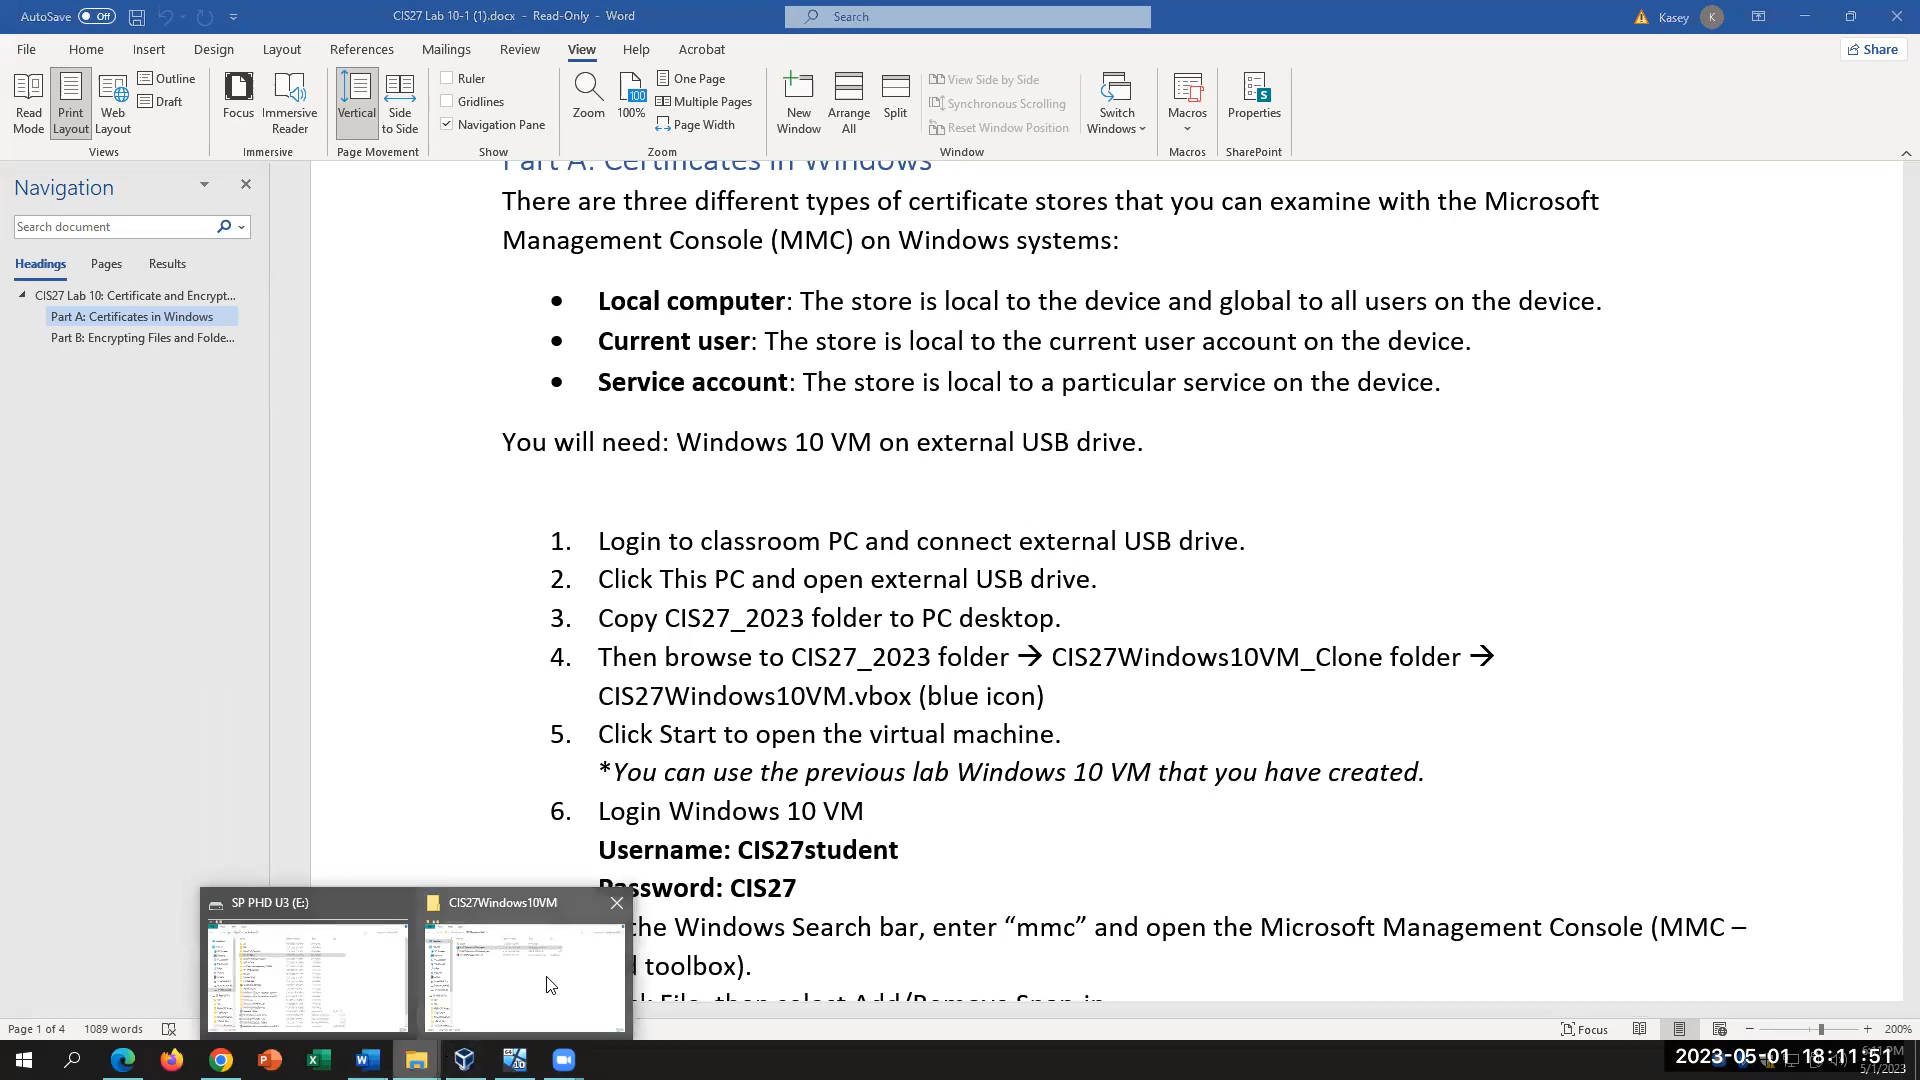 AutoSave Off
CIS27 Lab 10-1 (1).docx - Read-Only - Word
Search
Kasey K
File Home Insert Design Layout References Mailings Review View Help Acrobat
Share
Read Mode
Print Layout
Web Layout
Outline
Draft
Views
Focus
Immersive Reader
Immersive
Vertical
Side to Side
Page Movement
Ruler
Gridlines
Navigation Pane
Show
Zoom
100%
One Page
Multiple Pages
Page Width
Zoom
New Window
Arrange All
Split
View Side by Side
Synchronous Scrolling
Reset Window Position
Switch Windows
Window
Macros
Macros
Properties
SharePoint
Navigation
Search document
Headings Pages Results
CIS27 Lab 10: Certificate and Encrypt...
Part A: Certificates in Windows
Part B: Encrypting Files and Folde...
Part A: Certificates in Windows
There are three different types of certificate stores that you can examine with the Microsoft
Management Console (MMC) on Windows systems:
• Local computer: The store is local to the device and global to all users on the device.
• Current user: The store is local to the current user account on the device.
• Service account: The store is local to a particular service on the device.
You will need: Windows 10 VM on external USB drive.
1. Login to classroom PC and connect external USB drive.
2. Click This PC and open external USB drive.
3. Copy CIS27_2023 folder to PC desktop.
4. Then browse to CIS27_2023 folder → CIS27Windows10VM_Clone folder →
CIS27Windows10VM.vbox (blue icon)
5. Click Start to open the virtual machine.
*You can use the previous lab Windows 10 VM that you have created.
6. Login Windows 10 VM
Username: CIS27student
Password: CIS27
the Windows Search bar, enter “mmc” and open the Microsoft Management Console (MMC –
d toolbox).
File, then select Add/Remove Snap-in
SP PHD U3 (E:)
CIS27Windows10VM
Page 1 of 4 1089 words
Focus
200%
2023-05-01 18:11:51
5/1/2023